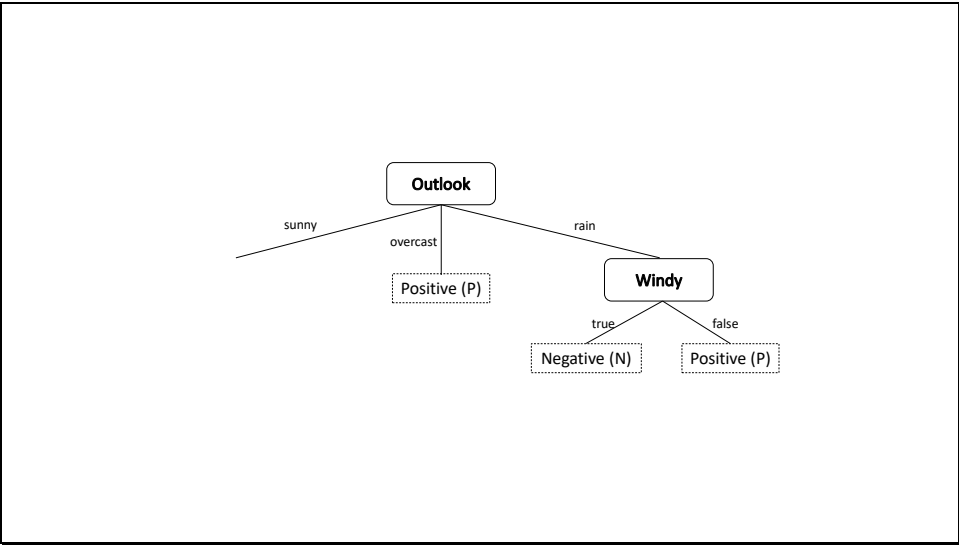 Outlook
sunny
overcast
rain
Positive (P)
Windy
true
false
Negative (N)
Positive (P)